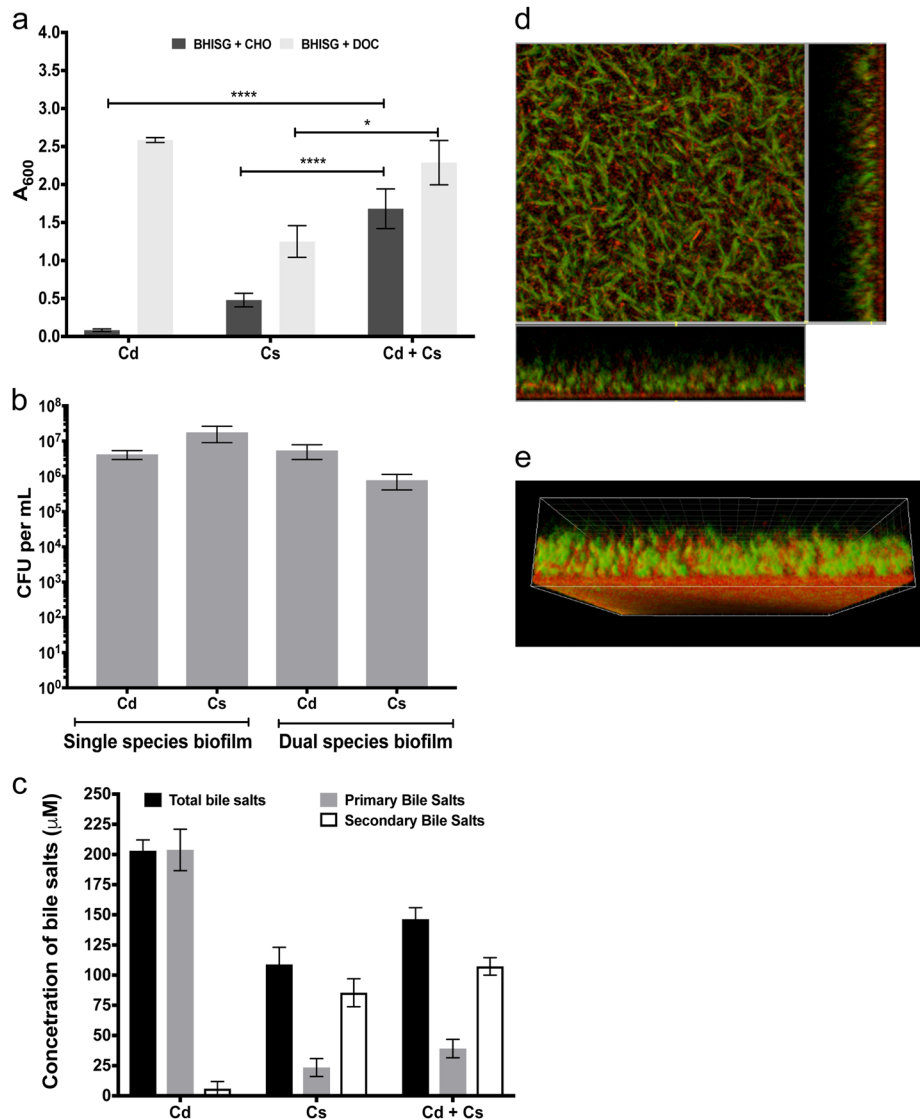 a
BHISG + CHO
BHISG + DOC
4.0
3.5
3.0
2.5
2.0
1.5
1.0
0.5
0.0
A600
****
*
****
Cd
Cs
Cd + Cs
b
10^8
10^7
10^6
10^5
10^4
10^3
10^2
10^1
10^0
CFU per mL
Cd
Cs
Cd
Cs
Single species biofilm
Dual species biofilm
c
Total bile salts
Primary Bile Salts
Secondary Bile Salts
250
225
200
175
150
125
100
75
50
25
0
Concetration of bile salts (μM)
Cd
Cs
Cd + Cs
d
e